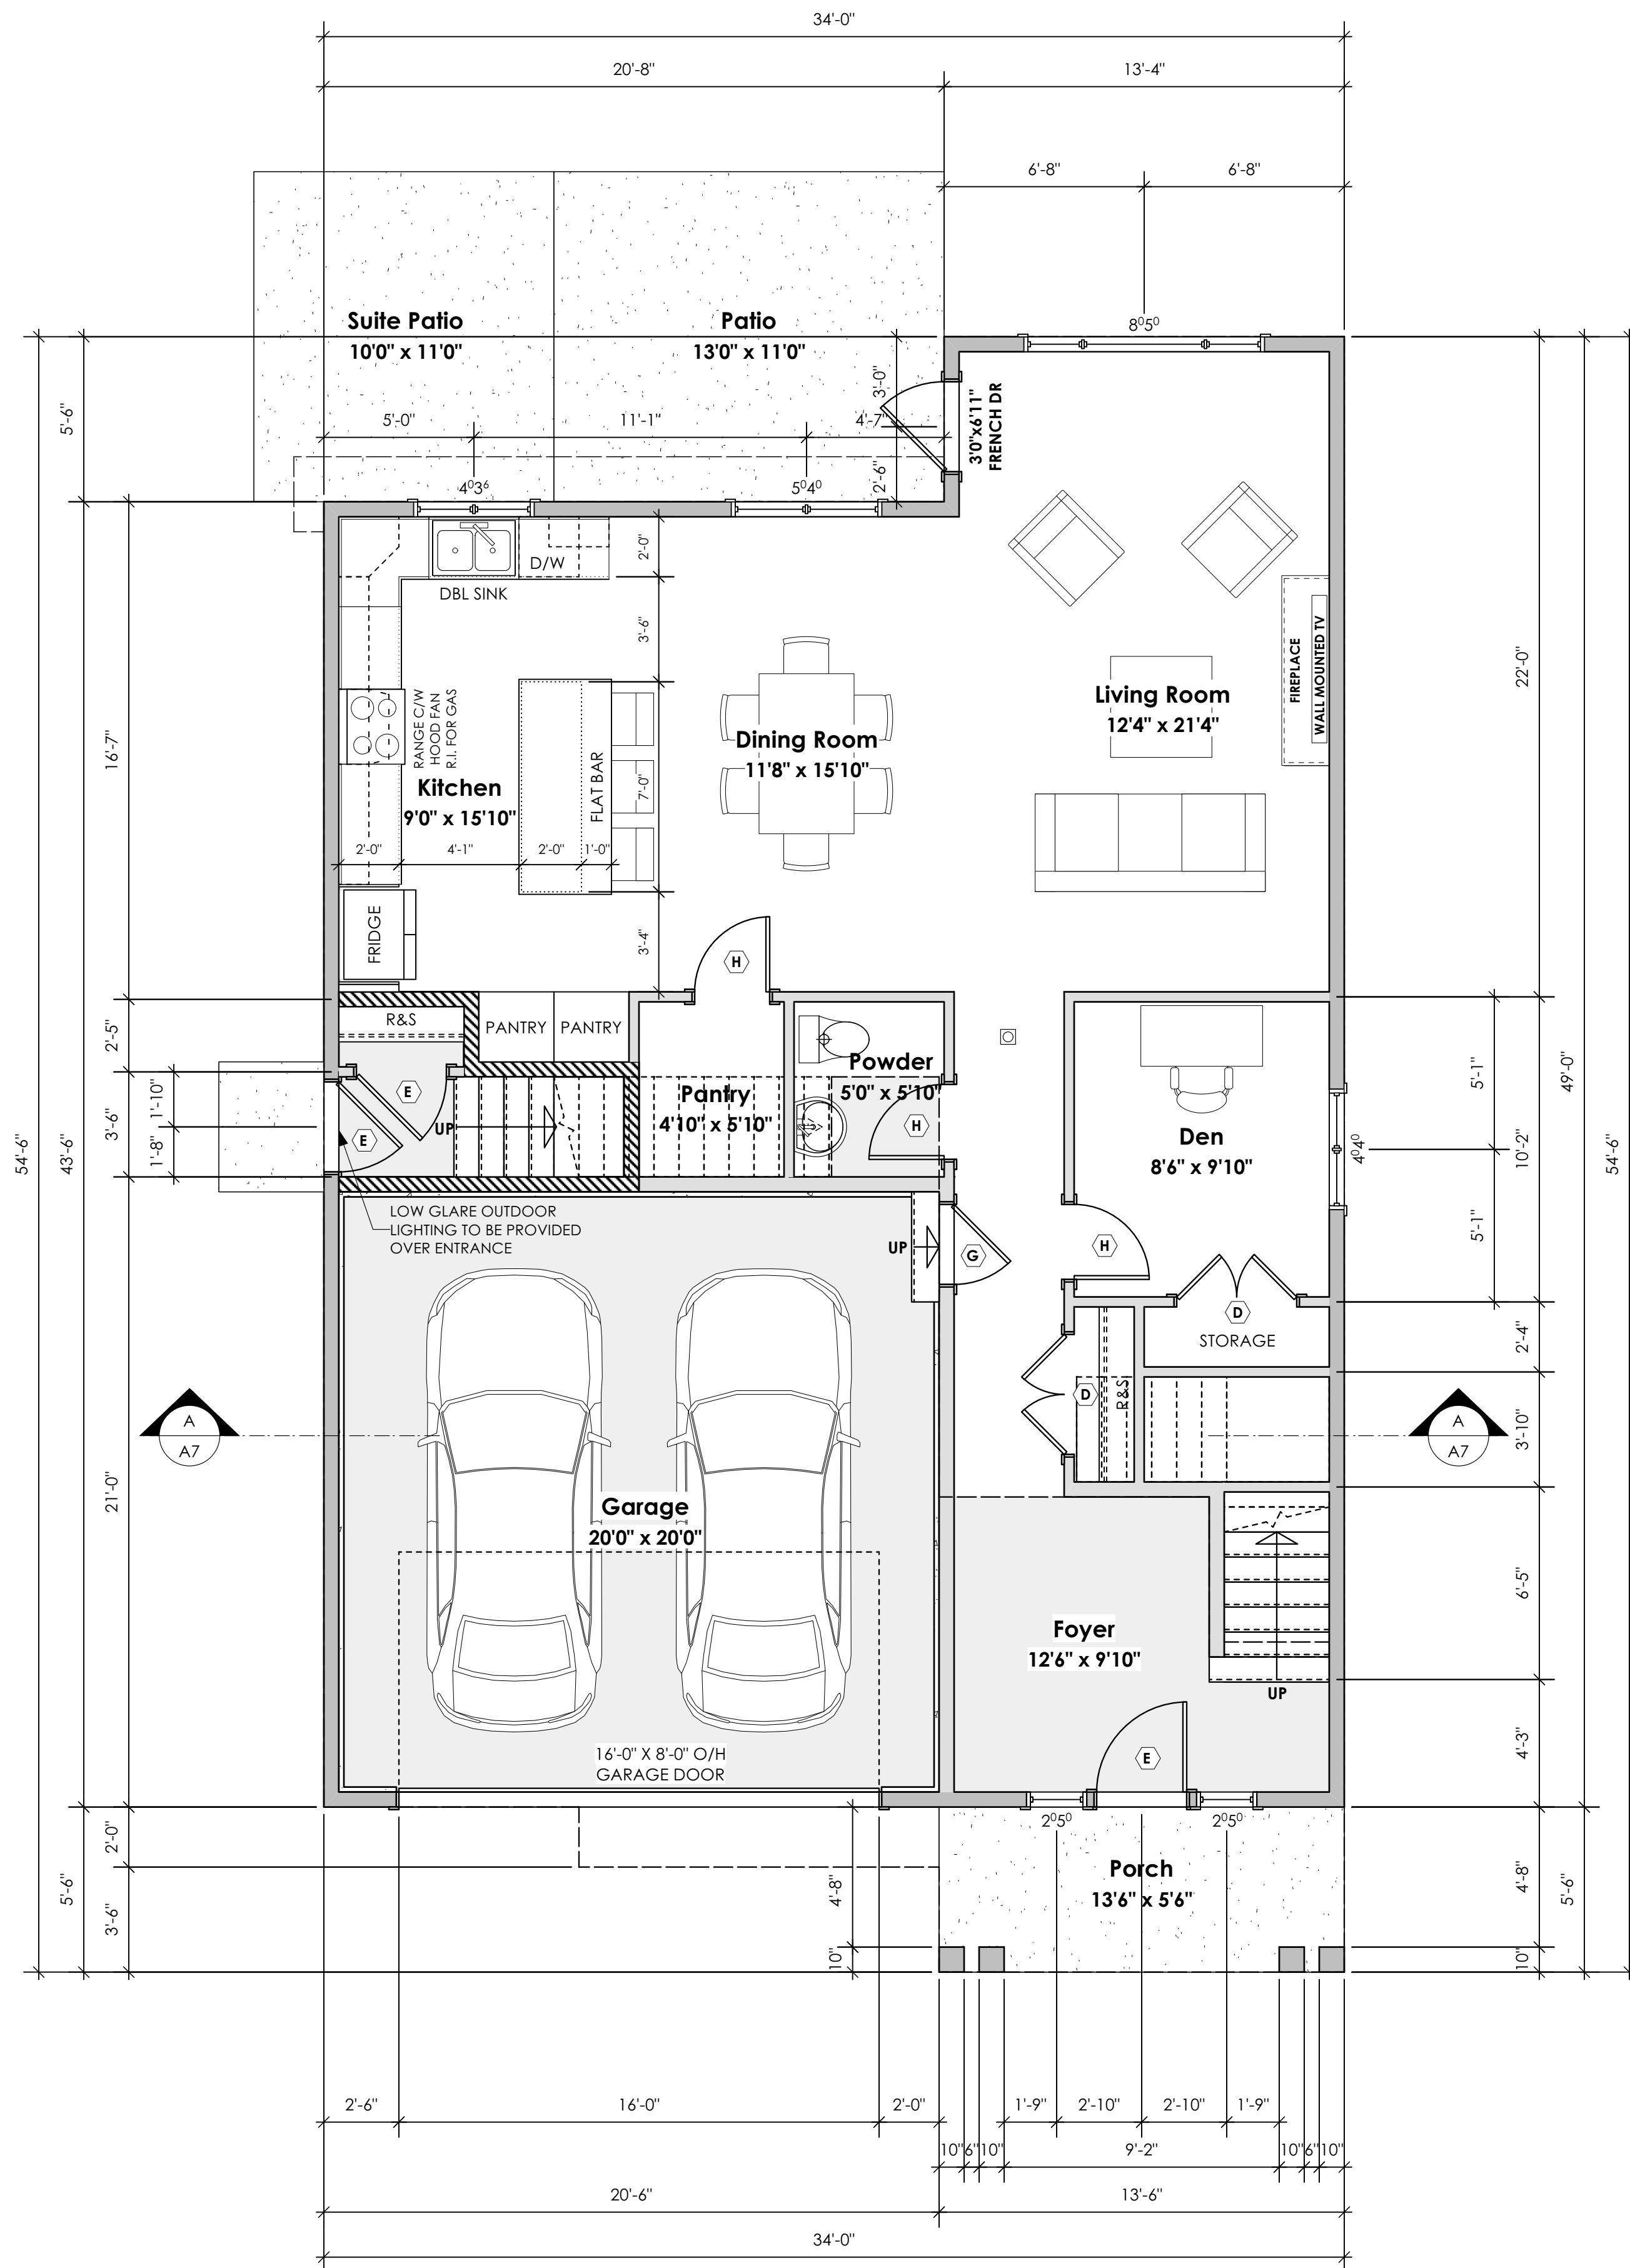 34'-0"
20'-8"
13'-4"
6'-8"
6'-8"
Suite Patio
10'0" x 11'0"
Patio
13'0" x 11'0"
8⁰5⁰
3'-0"
3'0"x6'11"
FRENCH DR
5'-0"
11'-1"
4'-7"
2'-6"
4⁰3⁶
5⁰4⁰
5'-6"
D/W
DBL SINK
2'-0"
3'-6"
RANGE C/W
HOOD FAN
R.I. FOR GAS
Kitchen
9'0" x 15'10"
FLAT BAR
7'-0"
2'-0"
4'-1"
2'-0"
1'-0"
FRIDGE
3'-4"
Dining Room
11'8" x 15'10"
Living Room
12'4" x 21'4"
FIREPLACE
WALL MOUNTED TV
22'-0"
16'-7"
H
R&S
PANTRY
PANTRY
Powder
5'0" x 5'10"
Pantry
4'10" x 5'10"
E
UP
E
H
Den
8'6" x 9'10"
4⁰4⁰
2'-5"
1'-10"
3'-6"
1'-8"
54'-6"
43'-6"
5'-1"
10'-2"
5'-1"
49'-0"
54'-6"
LOW GLARE OUTDOOR
LIGHTING TO BE PROVIDED
OVER ENTRANCE
UP
G
H
D
STORAGE
2'-4"
D
R&S
A
A7
A
A7
3'-10"
21'-0"
Garage
20'0" x 20'0"
6'-5"
Foyer
12'6" x 9'10"
UP
4'-3"
E
16'-0" X 8'-0" O/H
GARAGE DOOR
2⁰5⁰
2⁰5⁰
Porch
13'6" x 5'6"
2'-0"
5'-6"
3'-6"
4'-8"
10"
4'-8"
5'-6"
10"
2'-6"
16'-0"
2'-0"
1'-9"
2'-10"
2'-10"
1'-9"
10"
6"
10"
9'-2"
10"
6"
10"
20'-6"
13'-6"
34'-0"